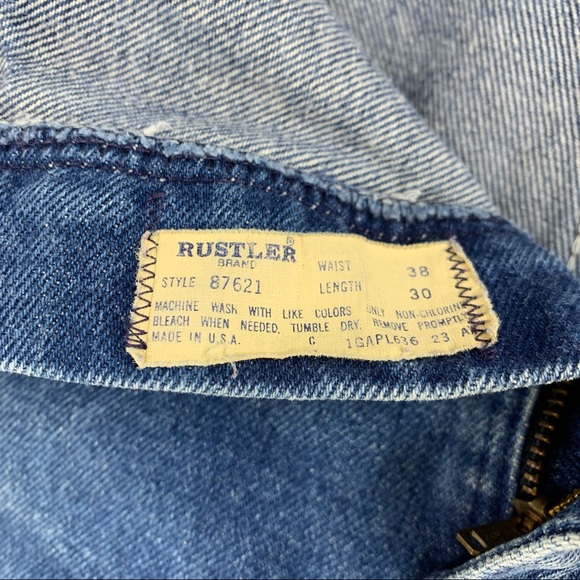 RUSTLER®
BRAND
STYLE 87621
WAIST 38
LENGTH 30
MACHINE WASH WITH LIKE COLORS ONLY NON-CHLORINE
BLEACH WHEN NEEDED, TUMBLE DRY, REMOVE PROMPTLY
MADE IN U.S.A. C 1GAPL636 23 A